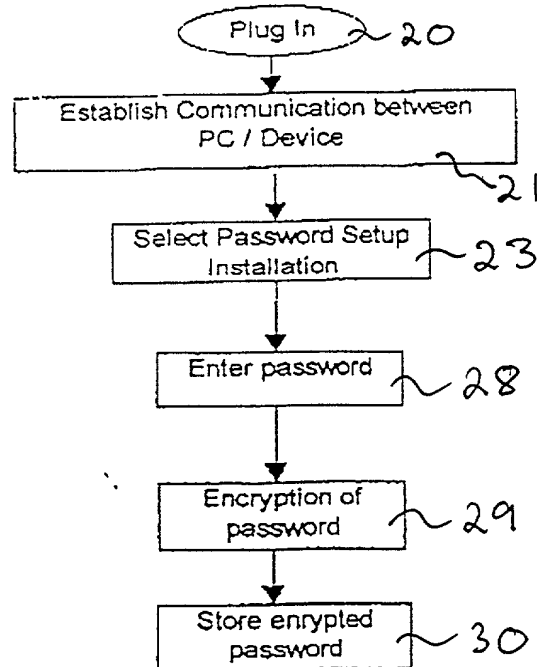 Plug In 20
Establish Communication between
PC / Device
21
Select Password Setup
Installation
23
Enter password
28
Encryption of
password
29
Store enrypted
password
30